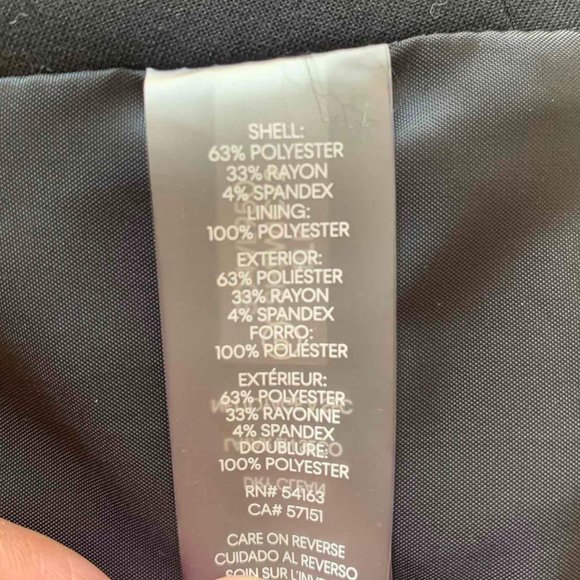 SHELL:
63% POLYESTER
33% RAYON
4% SPANDEX
LINING:
100% POLYESTER
EXTERIOR:
63% POLIÉSTER
33% RAYON
4% SPANDEX
FORRO:
100% POLIÉSTER
EXTÉRIEUR:
63% POLYESTER
33% RAYONNE
4% SPANDEX
DOUBLURE:
100% POLYESTER
RN# 54163
CA# 57151
CARE ON REVERSE
CUIDADO AL REVERSO
SOIN SUR